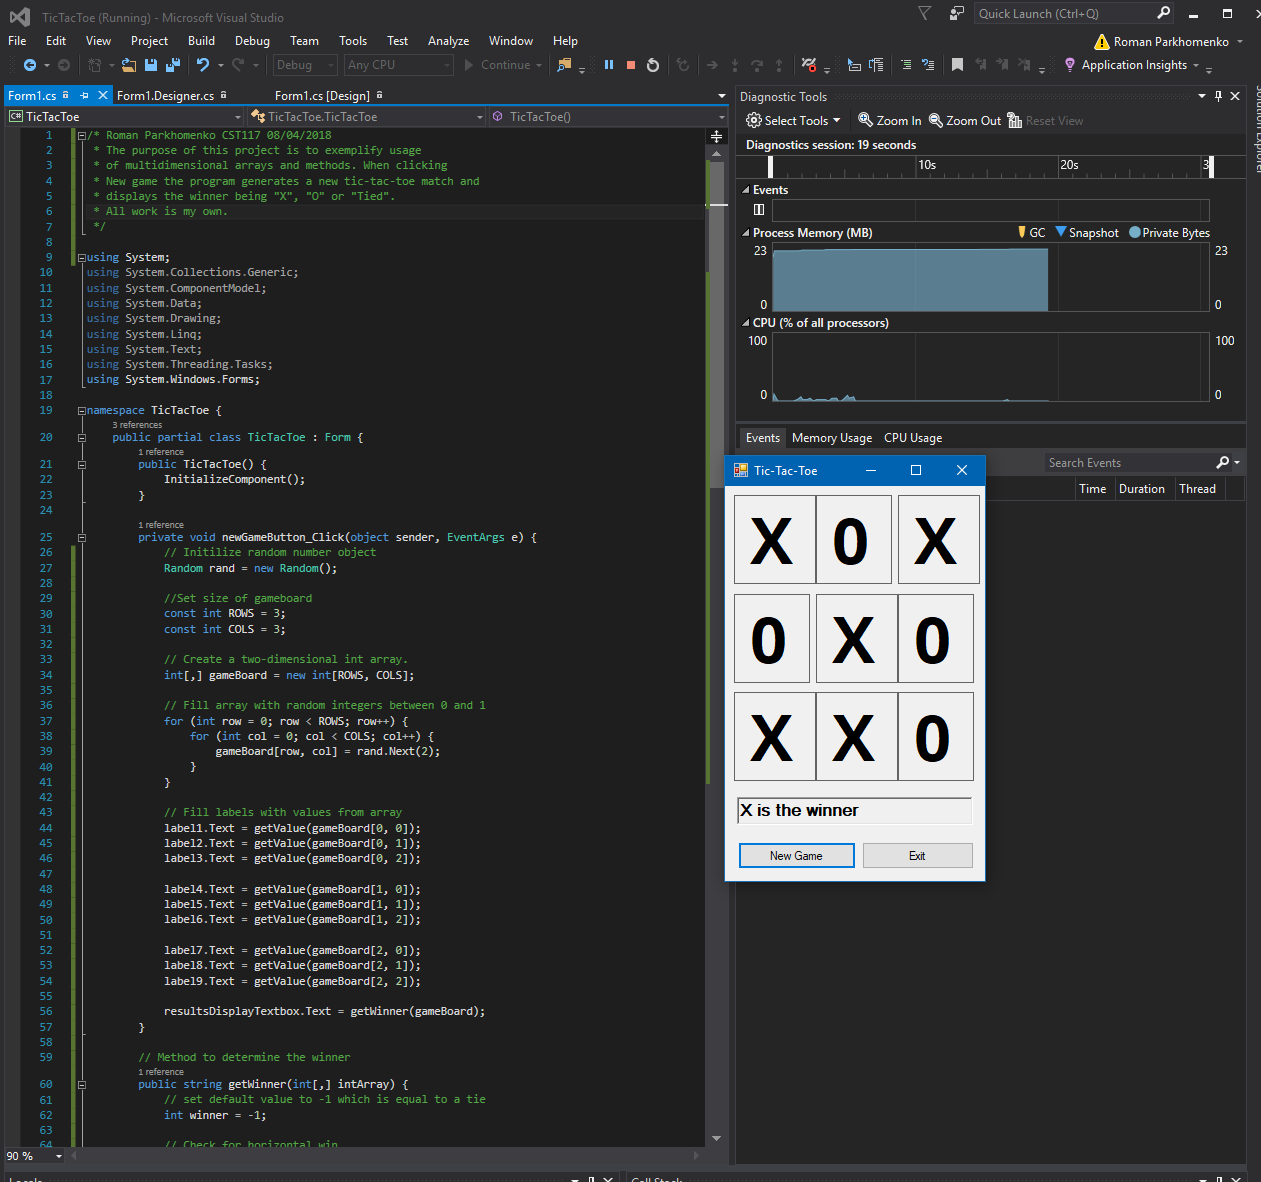 TicTacToe (Running) - Microsoft Visual Studio
Quick Launch (Ctrl+Q)
File Edit View Project Build Debug Team Tools Test Analyze Window Help
Roman Parkhomenko
Debug Any CPU Continue Application Insights
Form1.cs Form1.Designer.cs Form1.cs [Design]
C# TicTacToe TicTacToe.TicTacToe TicTacToe()
1 /* Roman Parkhomenko CST117 08/04/2018
2 * The purpose of this project is to exemplify usage
3 * of multidimensional arrays and methods. When clicking
4 * New game the program generates a new tic-tac-toe match and
5 * displays the winner being "X", "O" or "Tied".
6 * All work is my own.
7 */
8
9 using System;
10 using System.Collections.Generic;
11 using System.ComponentModel;
12 using System.Data;
13 using System.Drawing;
14 using System.Linq;
15 using System.Text;
16 using System.Threading.Tasks;
17 using System.Windows.Forms;
18
19 namespace TicTacToe {
3 references
20 public partial class TicTacToe : Form {
1 reference
21 public TicTacToe() {
22 InitializeComponent();
23 }
24
1 reference
25 private void newGameButton_Click(object sender, EventArgs e) {
26 // Initilize random number object
27 Random rand = new Random();
28
29 //Set size of gameboard
30 const int ROWS = 3;
31 const int COLS = 3;
32
33 // Create a two-dimensional int array.
34 int[,] gameBoard = new int[ROWS, COLS];
35
36 // Fill array with random integers between 0 and 1
37 for (int row = 0; row < ROWS; row++) {
38 for (int col = 0; col < COLS; col++) {
39 gameBoard[row, col] = rand.Next(2);
40 }
41 }
42
43 // Fill labels with values from array
44 label1.Text = getValue(gameBoard[0, 0]);
45 label2.Text = getValue(gameBoard[0, 1]);
46 label3.Text = getValue(gameBoard[0, 2]);
47
48 label4.Text = getValue(gameBoard[1, 0]);
49 label5.Text = getValue(gameBoard[1, 1]);
50 label6.Text = getValue(gameBoard[1, 2]);
51
52 label7.Text = getValue(gameBoard[2, 0]);
53 label8.Text = getValue(gameBoard[2, 1]);
54 label9.Text = getValue(gameBoard[2, 2]);
55
56 resultsDisplayTextbox.Text = getWinner(gameBoard);
57 }
58
59 // Method to determine the winner
1 reference
60 public string getWinner(int[,] intArray) {
61 // set default value to -1 which is equal to a tie
62 int winner = -1;
63
64 // Check for horizontal win
90 %
Diagnostic Tools
Select Tools Zoom In Zoom Out Reset View
Diagnostics session: 19 seconds
10s 20s 3
Events
Process Memory (MB) GC Snapshot Private Bytes
23 23
0 0
CPU (% of all processors)
100 100
0 0
Events Memory Usage CPU Usage
Search Events
Time Duration Thread
Tic-Tac-Toe
X 0 X
0 X 0
X X 0
X is the winner
New Game Exit
Solution Explorer
Locals
Call Stack